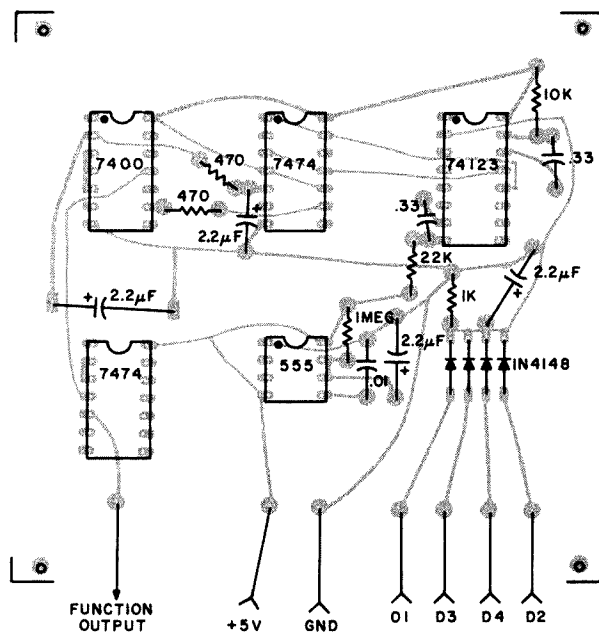 10K
7400
470
7474
74123
.33
470
.33
2.2µF
22K
2.2µF
1K
2.2µF
1MEG
2.2µF
7474
555
.01
1N4148
FUNCTION
OUTPUT
+5V
GND
D1
D3
D4
D2